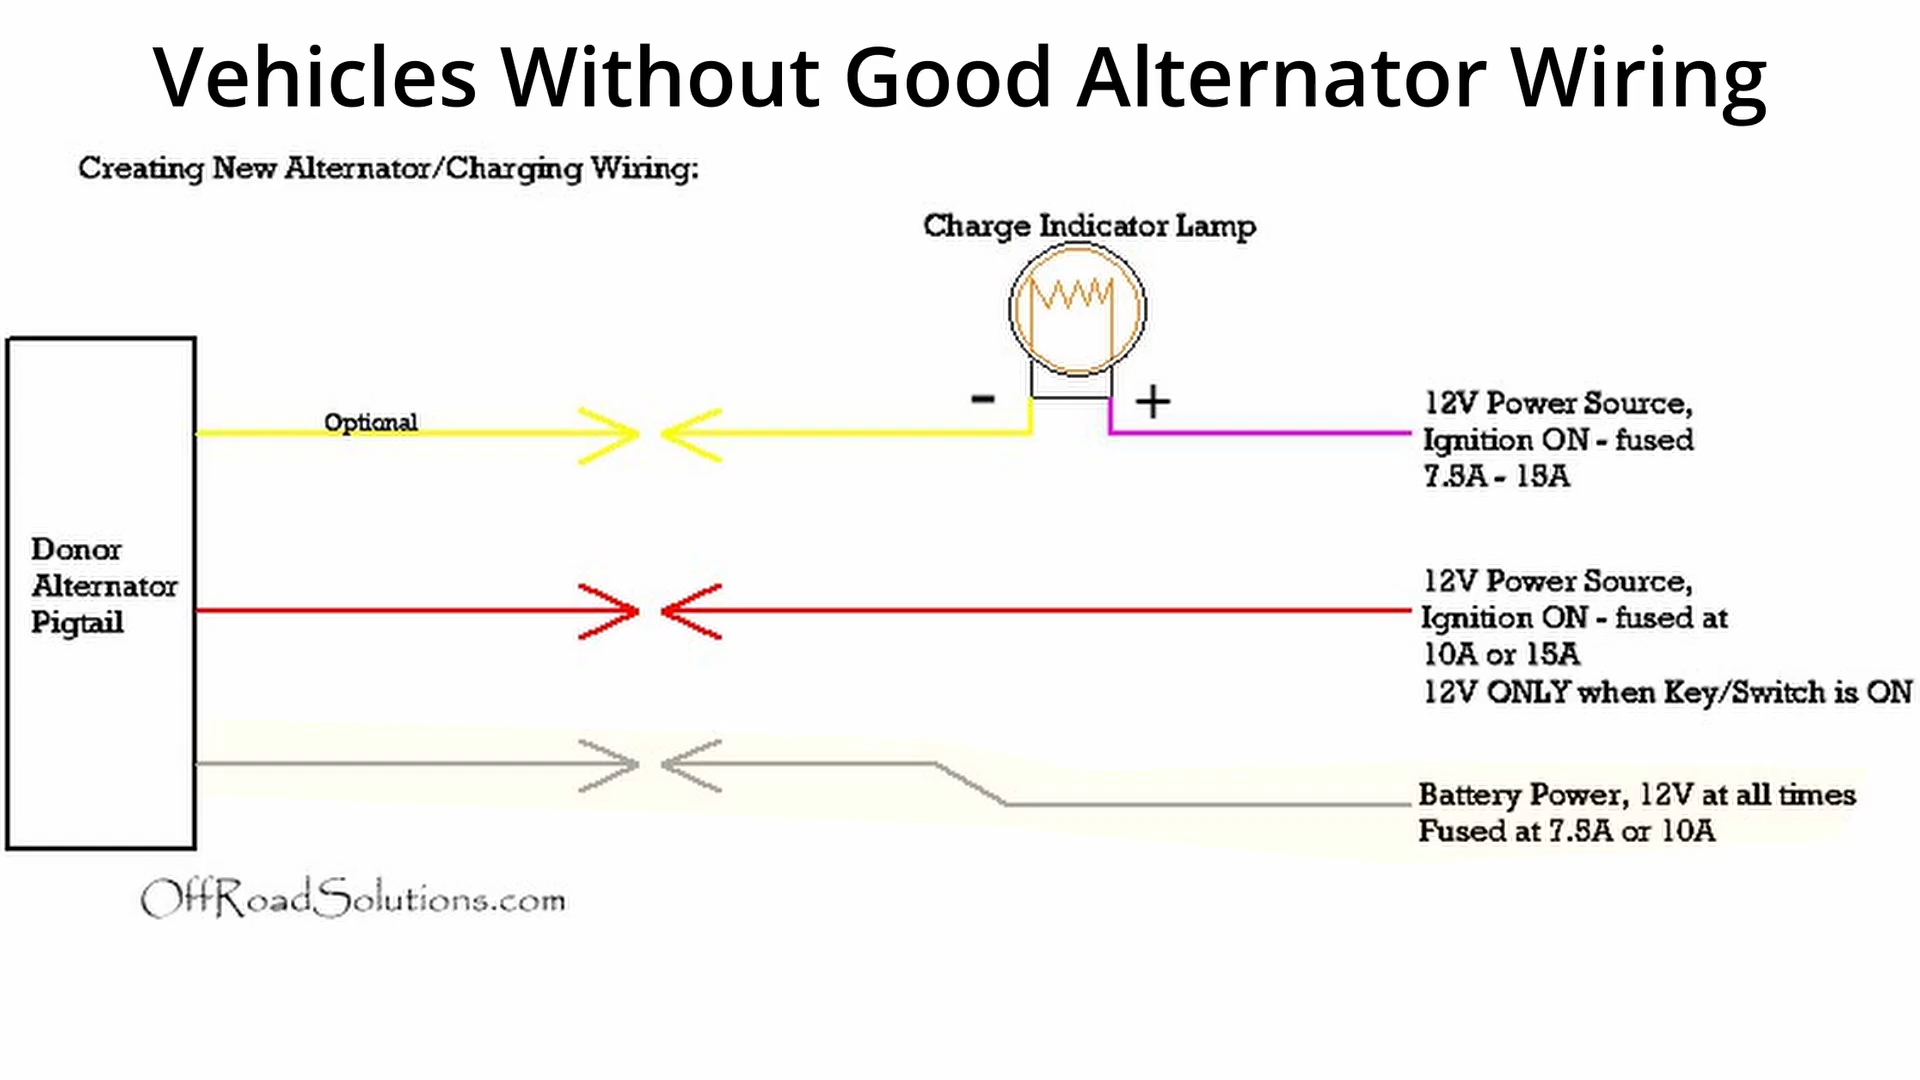 Vehicles Without Good Alternator Wiring
Creating New Alternator/Charging Wiring:
Charge Indicator Lamp
Optional
- +
12V Power Source,
Ignition ON - fused
7.5A - 15A
Donor
Alternator
Pigtail
12V Power Source,
Ignition ON - fused at
10A or 15A
12V ONLY when Key/Switch is ON
Battery Power, 12V at all times
Fused at 7.5A or 10A
OffRoadSolutions.com